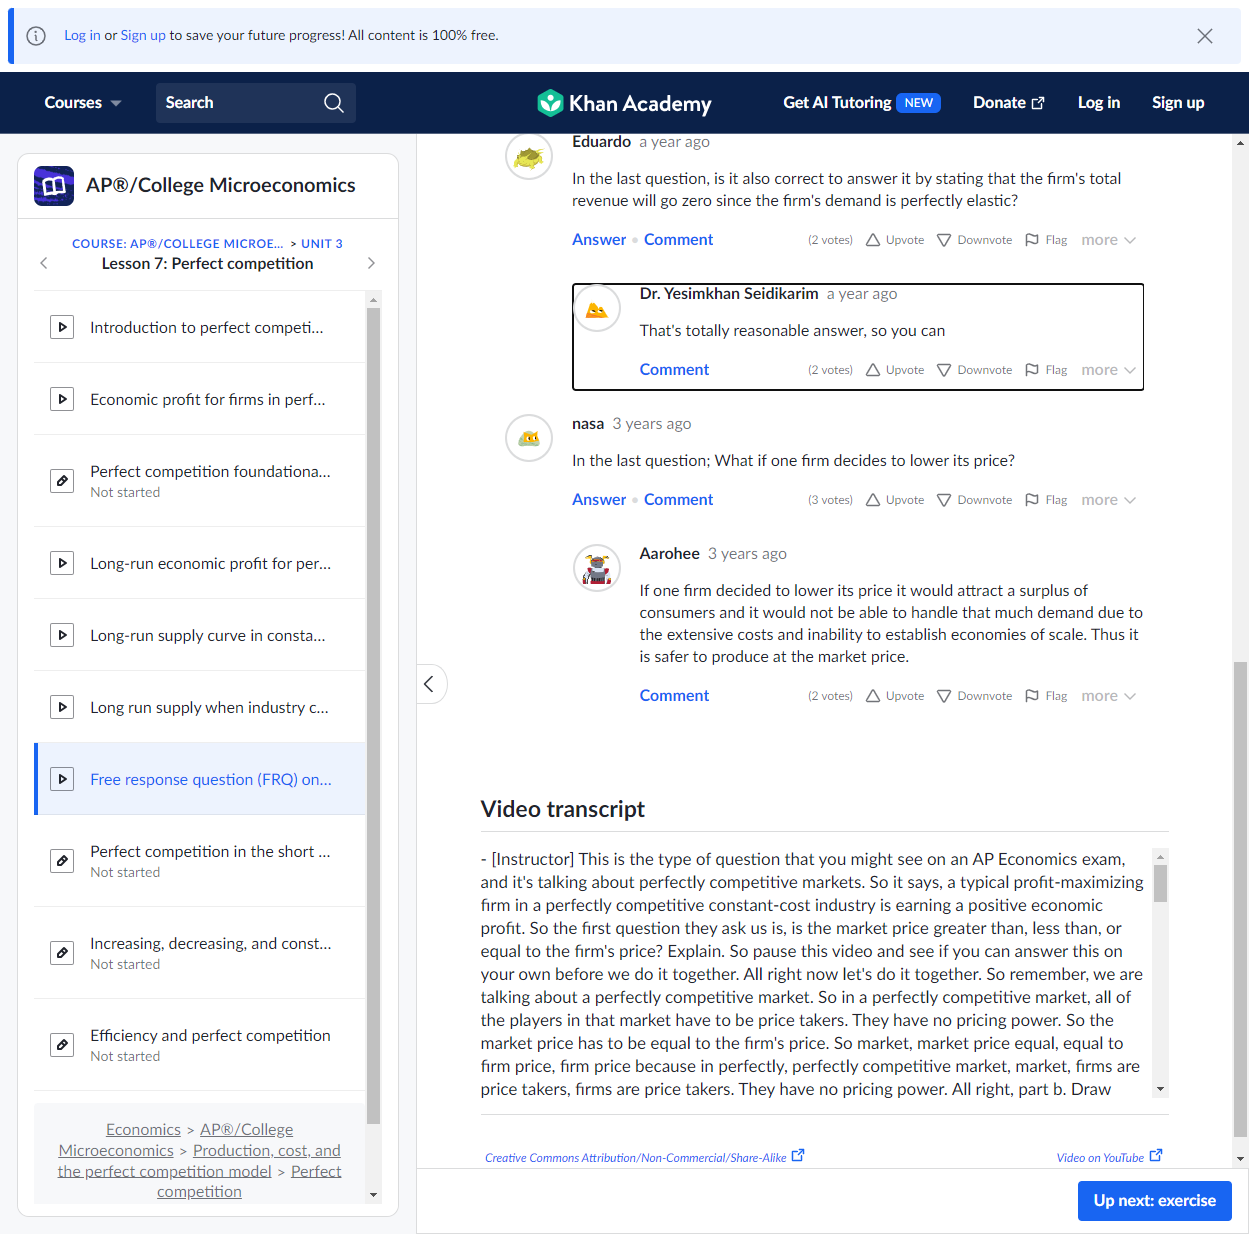 Log in or Sign up to save your future progress! All content is 100% free.
Courses
Search
Khan Academy
Get AI Tutoring NEW
Donate
Log in
Sign up
AP®/College Microeconomics
COURSE: AP®/COLLEGE MICROE... > UNIT 3
Lesson 7: Perfect competition
Introduction to perfect competi...
Economic profit for firms in perf...
Perfect competition foundationa...
Not started
Long-run economic profit for per...
Long-run supply curve in consta...
Long run supply when industry c...
Free response question (FRQ) on...
Perfect competition in the short ...
Not started
Increasing, decreasing, and const...
Not started
Efficiency and perfect competition
Not started
Economics > AP®/College
Microeconomics > Production, cost, and
the perfect competition model > Perfect
competition
Eduardo a year ago
In the last question, is it also correct to answer it by stating that the firm's total
revenue will go zero since the firm's demand is perfectly elastic?
Answer • Comment (2 votes) Upvote Downvote Flag more
Dr. Yesimkhan Seidikarim a year ago
That's totally reasonable answer, so you can
Comment (2 votes) Upvote Downvote Flag more
nasa 3 years ago
In the last question; What if one firm decides to lower its price?
Answer • Comment (3 votes) Upvote Downvote Flag more
Aarohee 3 years ago
If one firm decided to lower its price it would attract a surplus of
consumers and it would not be able to handle that much demand due to
the extensive costs and inability to establish economies of scale. Thus it
is safer to produce at the market price.
Comment (2 votes) Upvote Downvote Flag more
Video transcript
- [Instructor] This is the type of question that you might see on an AP Economics exam,
and it's talking about perfectly competitive markets. So it says, a typical profit-maximizing
firm in a perfectly competitive constant-cost industry is earning a positive economic
profit. So the first question they ask us is, is the market price greater than, less than, or
equal to the firm's price? Explain. So pause this video and see if you can answer this on
your own before we do it together. All right now let's do it together. So remember, we are
talking about a perfectly competitive market. So in a perfectly competitive market, all of
the players in that market have to be price takers. They have no pricing power. So the
market price has to be equal to the firm's price. So market, market price equal, equal to
firm price, firm price because in perfectly, perfectly competitive market, market, firms are
price takers, firms are price takers. They have no pricing power. All right, part b. Draw
Creative Commons Attribution/Non-Commercial/Share-Alike
Video on YouTube
Up next: exercise